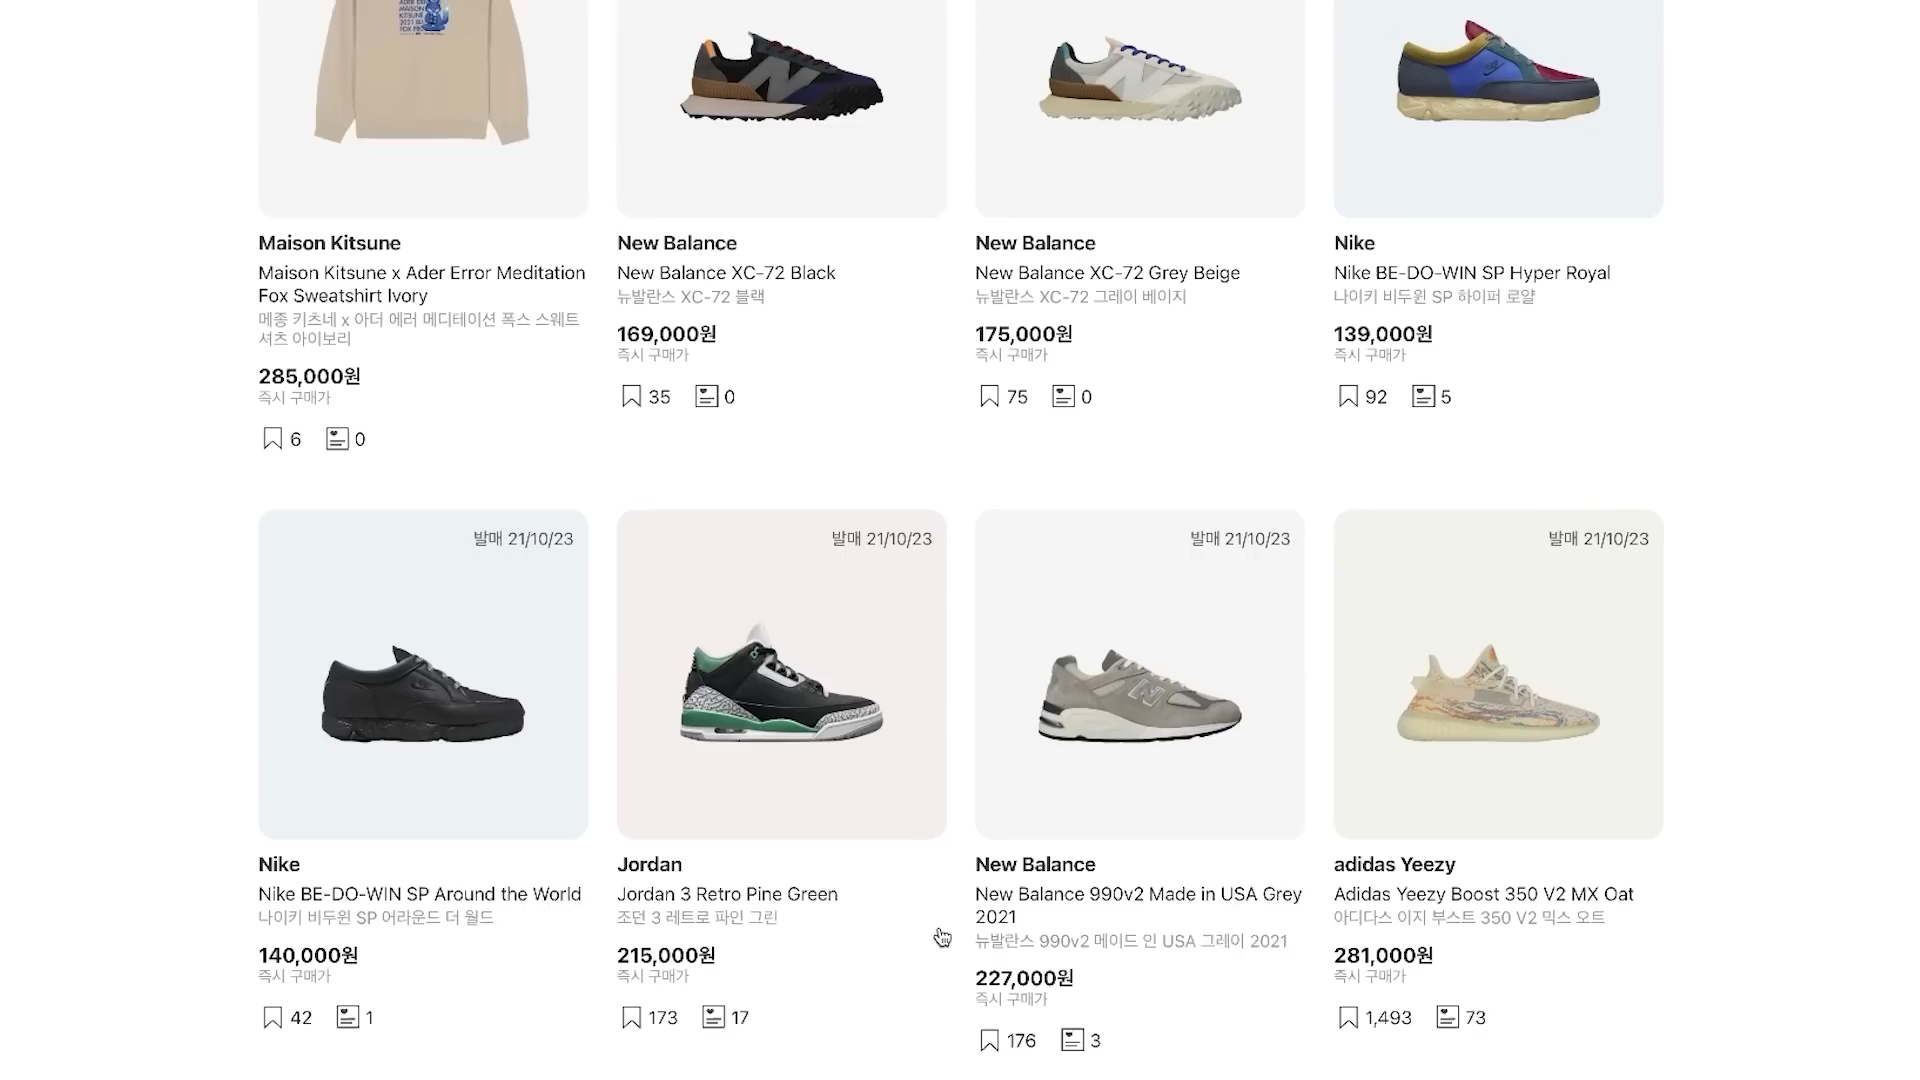 ADER ERROR
MAISON
KITSUNÉ
2021
Maison Kitsune
Maison Kitsune x Ader Error Meditation
Fox Sweatshirt Ivory
메종 키츠네 x 아더 에러 메디테이션 폭스 스웨트
셔츠 아이보리
285,000원
즉시 구매가
6
0
New Balance
New Balance XC-72 Black
뉴발란스 XC-72 블랙
169,000원
즉시 구매가
35
0
New Balance
New Balance XC-72 Grey Beige
뉴발란스 XC-72 그레이 베이지
175,000원
즉시 구매가
75
0
Nike
Nike BE-DO-WIN SP Hyper Royal
나이키 비두윈 SP 하이퍼 로얄
139,000원
즉시 구매가
92
5
발매 21/10/23
Nike
Nike BE-DO-WIN SP Around the World
나이키 비두윈 SP 어라운드 더 월드
140,000원
즉시 구매가
42
1
발매 21/10/23
Jordan
Jordan 3 Retro Pine Green
조던 3 레트로 파인 그린
215,000원
즉시 구매가
173
17
발매 21/10/23
New Balance
New Balance 990v2 Made in USA Grey
2021
뉴발란스 990v2 메이드 인 USA 그레이 2021
227,000원
즉시 구매가
176
3
발매 21/10/23
adidas Yeezy
Adidas Yeezy Boost 350 V2 MX Oat
아디다스 이지 부스트 350 V2 믹스 오트
281,000원
즉시 구매가
1,493
73